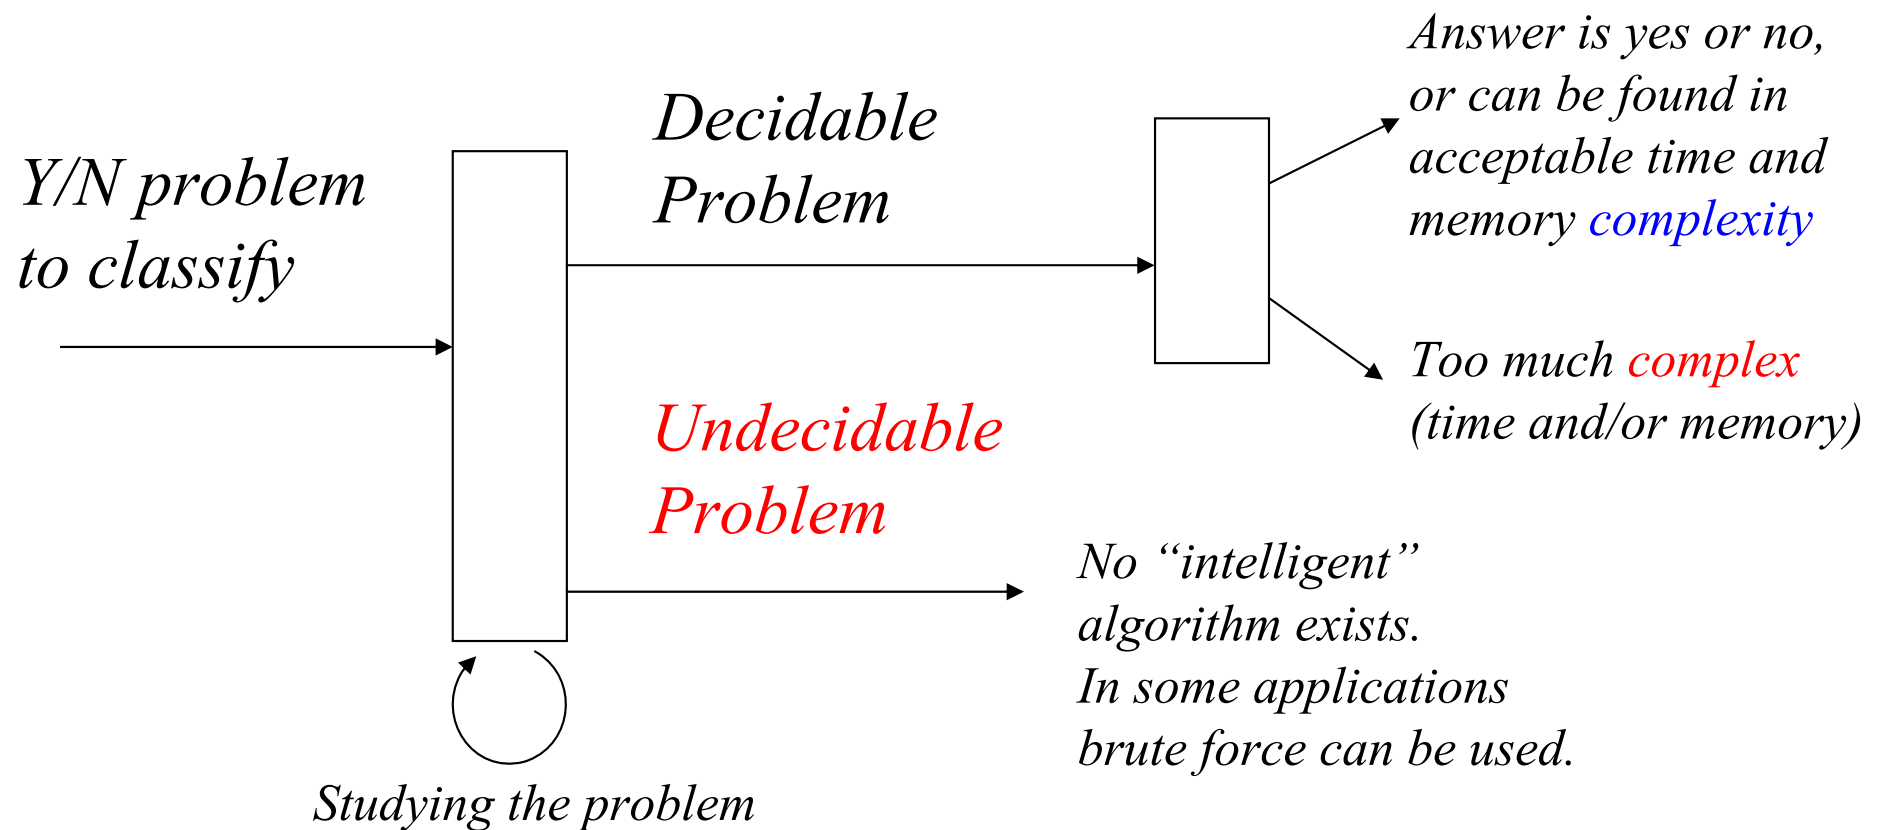 Y/N problem
to classify
Decidable
Problem
Answer is yes or no,
or can be found in
acceptable time and
memory complexity
Too much complex
(time and/or memory)
Undecidable
Problem
No “intelligent”
algorithm exists.
In some applications
brute force can be used.
Studying the problem